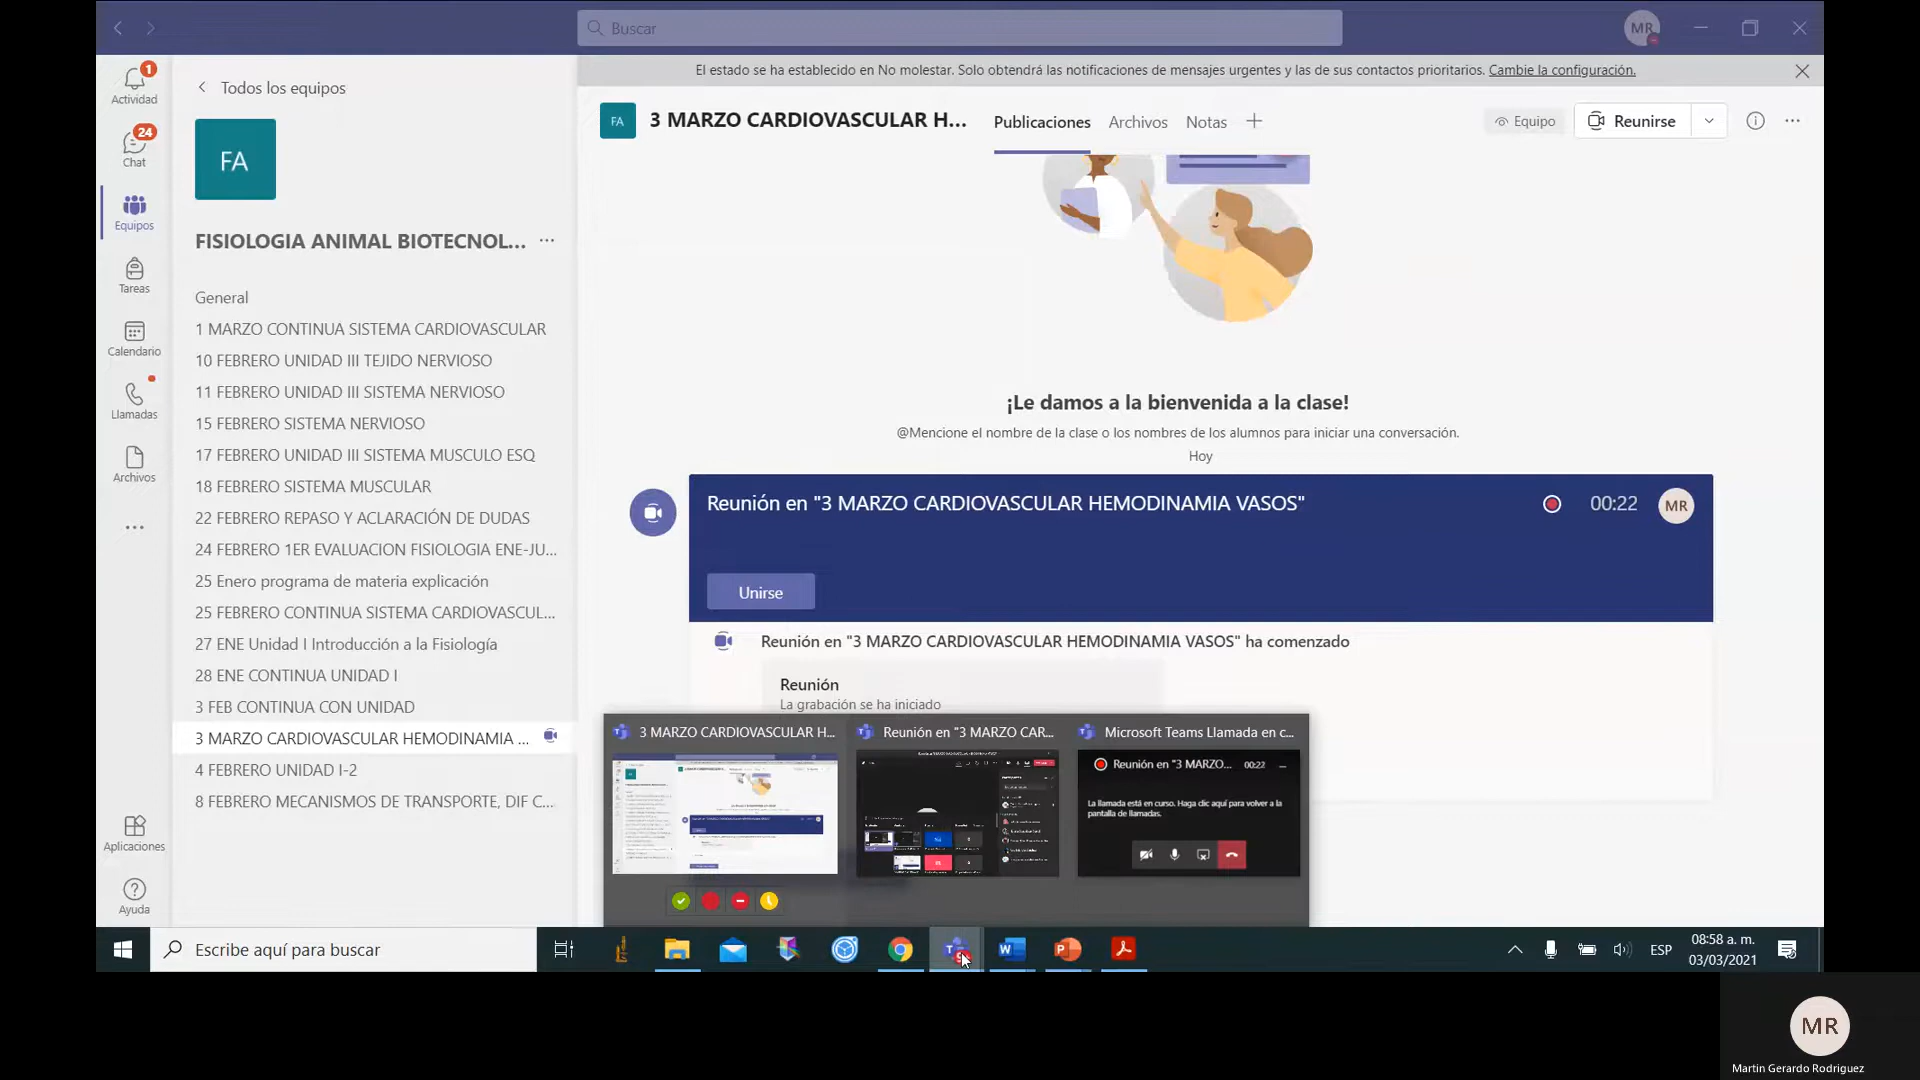 Buscar
MR
El estado se ha establecido en No molestar. Solo obtendrá las notificaciones de mensajes urgentes y las de sus contactos prioritarios. Cambie la configuración.
1
Actividad
24
Chat
Equipos
Tareas
Calendario
Llamadas
Archivos
Aplicaciones
Ayuda
Todos los equipos
FA
FISIOLOGIA ANIMAL BIOTECNOL... ...
General
1 MARZO CONTINUA SISTEMA CARDIOVASCULAR
10 FEBRERO UNIDAD III TEJIDO NERVIOSO
11 FEBRERO UNIDAD III SISTEMA NERVIOSO
15 FEBRERO SISTEMA NERVIOSO
17 FEBRERO UNIDAD III SISTEMA MUSCULO ESQ
18 FEBRERO SISTEMA MUSCULAR
22 FEBRERO REPASO Y ACLARACIÓN DE DUDAS
24 FEBRERO 1ER EVALUACION FISIOLOGIA ENE-JU...
25 Enero programa de materia explicación
25 FEBRERO CONTINUA SISTEMA CARDIOVASCUL...
27 ENE Unidad I Introducción a la Fisiología
28 ENE CONTINUA UNIDAD I
3 FEB CONTINUA CON UNIDAD
3 MARZO CARDIOVASCULAR HEMODINAMIA ...
4 FEBRERO UNIDAD I-2
8 FEBRERO MECANISMOS DE TRANSPORTE, DIF C...
FA 3 MARZO CARDIOVASCULAR H... Publicaciones Archivos Notas
Equipo Reunirse
¡Le damos a la bienvenida a la clase!
@Mencione el nombre de la clase o los nombres de los alumnos para iniciar una conversación.
Hoy
Reunión en "3 MARZO CARDIOVASCULAR HEMODINAMIA VASOS" 00:22 MR
Unirse
Reunión en "3 MARZO CARDIOVASCULAR HEMODINAMIA VASOS" ha comenzado
Reunión
La grabación se ha iniciado
3 MARZO CARDIOVASCULAR H... Reunión en "3 MARZO CAR... Microsoft Teams Llamada en c...
Reunión en "3 MARZO... 00:22
La llamada está en curso. Haga clic aquí para volver a la
pantalla de llamadas.
Escribe aquí para buscar
ESP
08:58 a. m.
03/03/2021
MR
Martin Gerardo Rodriguez